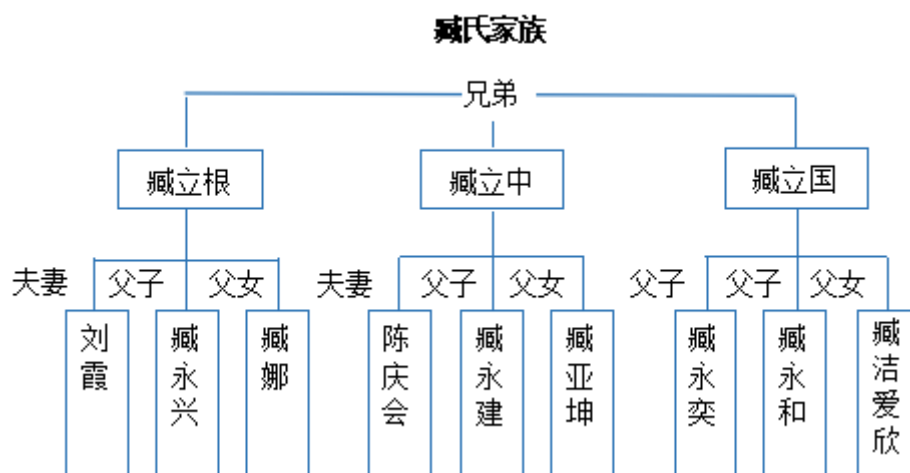 臧氏家族
兄弟
臧立根
臧立中
臧立国
夫妻 父子 父女
夫妻 父子 父女
父子 父子 父女
刘霞
臧永兴
臧娜
陈庆会
臧永建
臧亚坤
臧永奕
臧永和
臧洁爱欣